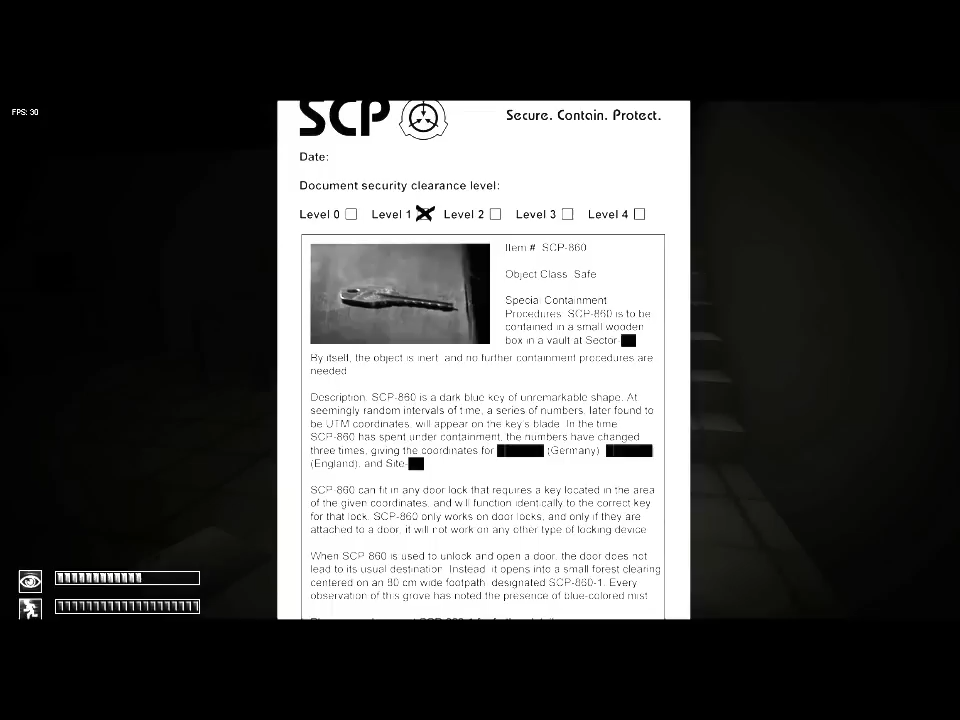 FPS: 30
SCP
Secure. Contain. Protect.
Date:
Document security clearance level:
Level 0 Level 1 Level 2 Level 3 Level 4
Item # SCP-860
Object Class Safe
Special Containment
Procedures: SCP-860 is to be
contained in a small wooden
box in a vault at Sector-
By itself, the object is inert and no further containment procedures are
needed
Description: SCP-860 is a dark blue key of unremarkable shape. At
seemingly random intervals of time, a series of numbers, later found to
be UTM coordinates, will appear on the key's blade. In the time
SCP-860 has spent under containment, the numbers have changed
three times, giving the coordinates for (Germany)
(England), and Site-
SCP-860 can fit in any door lock that requires a key located in the area
of the given coordinates, and will function identically to the correct key
for that lock. SCP-860 only works on door locks, and only if they are
attached to a door, it will not work on any other type of locking device
When SCP 860 is used to unlock and open a door, the door does not
lead to its usual destination. Instead, it opens into a small forest clearing
centered on an 80 cm wide footpath, designated SCP-860-1. Every
observation of this grove has noted the presence of blue-colored mist